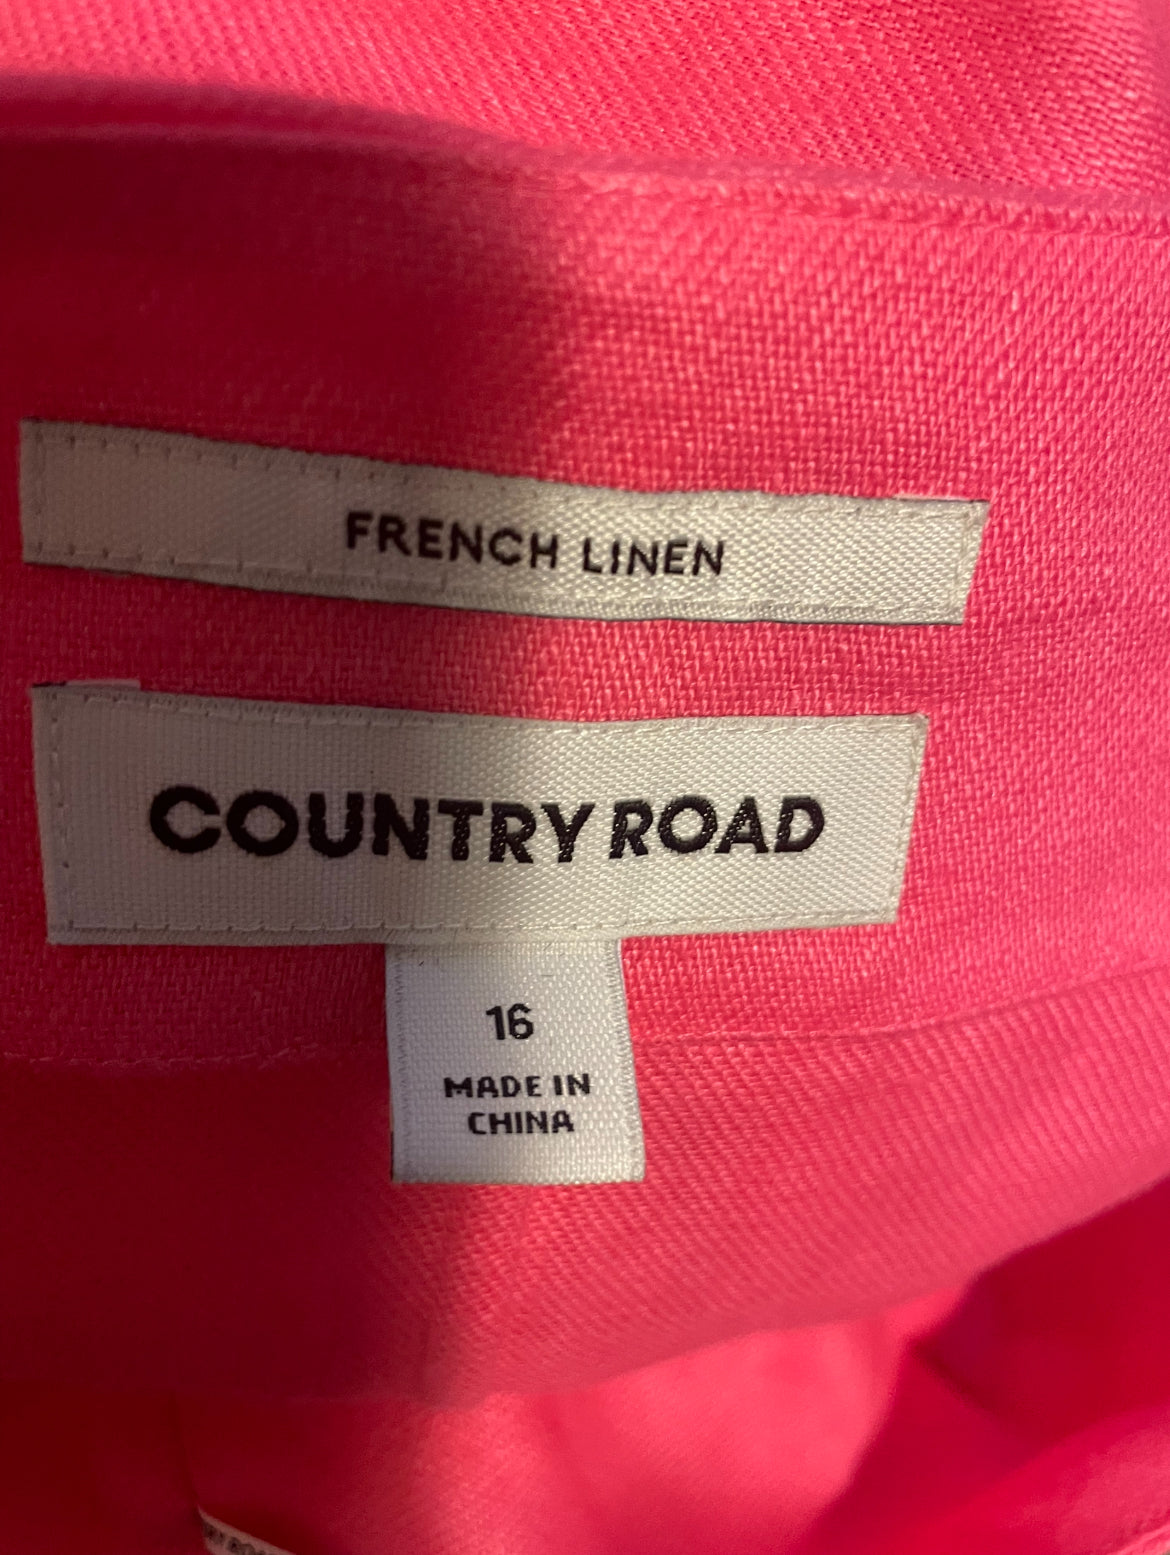 FRENCH LINEN
COUNTRY ROAD
16
MADE IN
CHINA